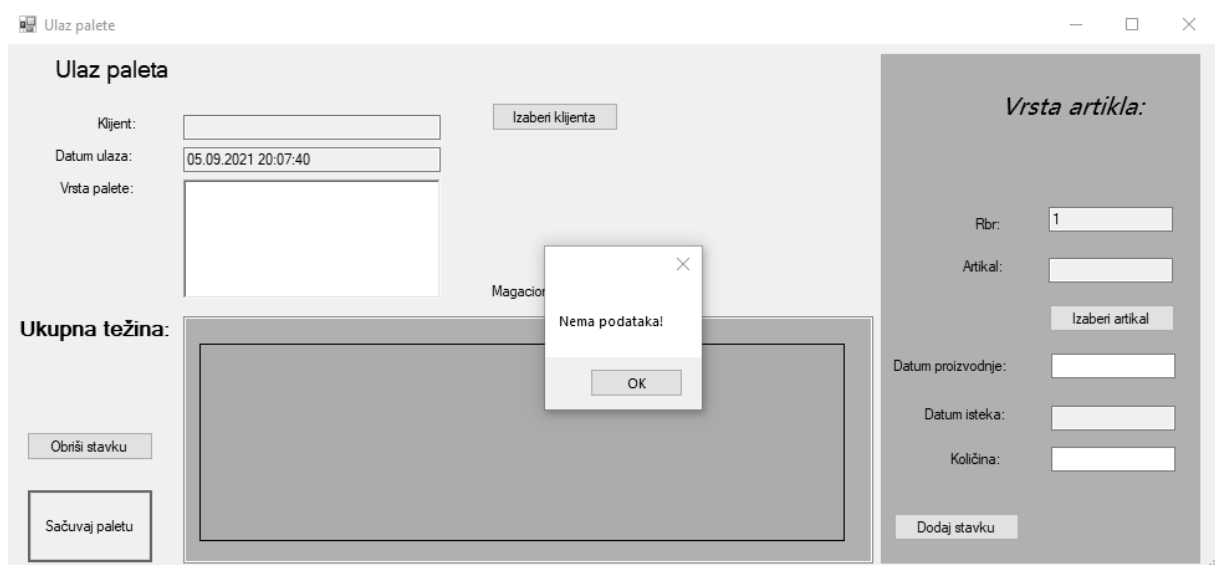 Ulaz palete
Ulaz paleta
Klijent:
Izaberi klijenta
Datum ulaza:
05.09.2021 20:07:40
Vrsta palete:
Magacion
Ukupna težina:
Obriši stavku
Sačuvaj paletu
Nema podataka!
OK
Vrsta artikla:
Rbr:
1
Artikal:
Izaberi artikal
Datum proizvodnje:
Datum isteka:
Količina:
Dodaj stavku